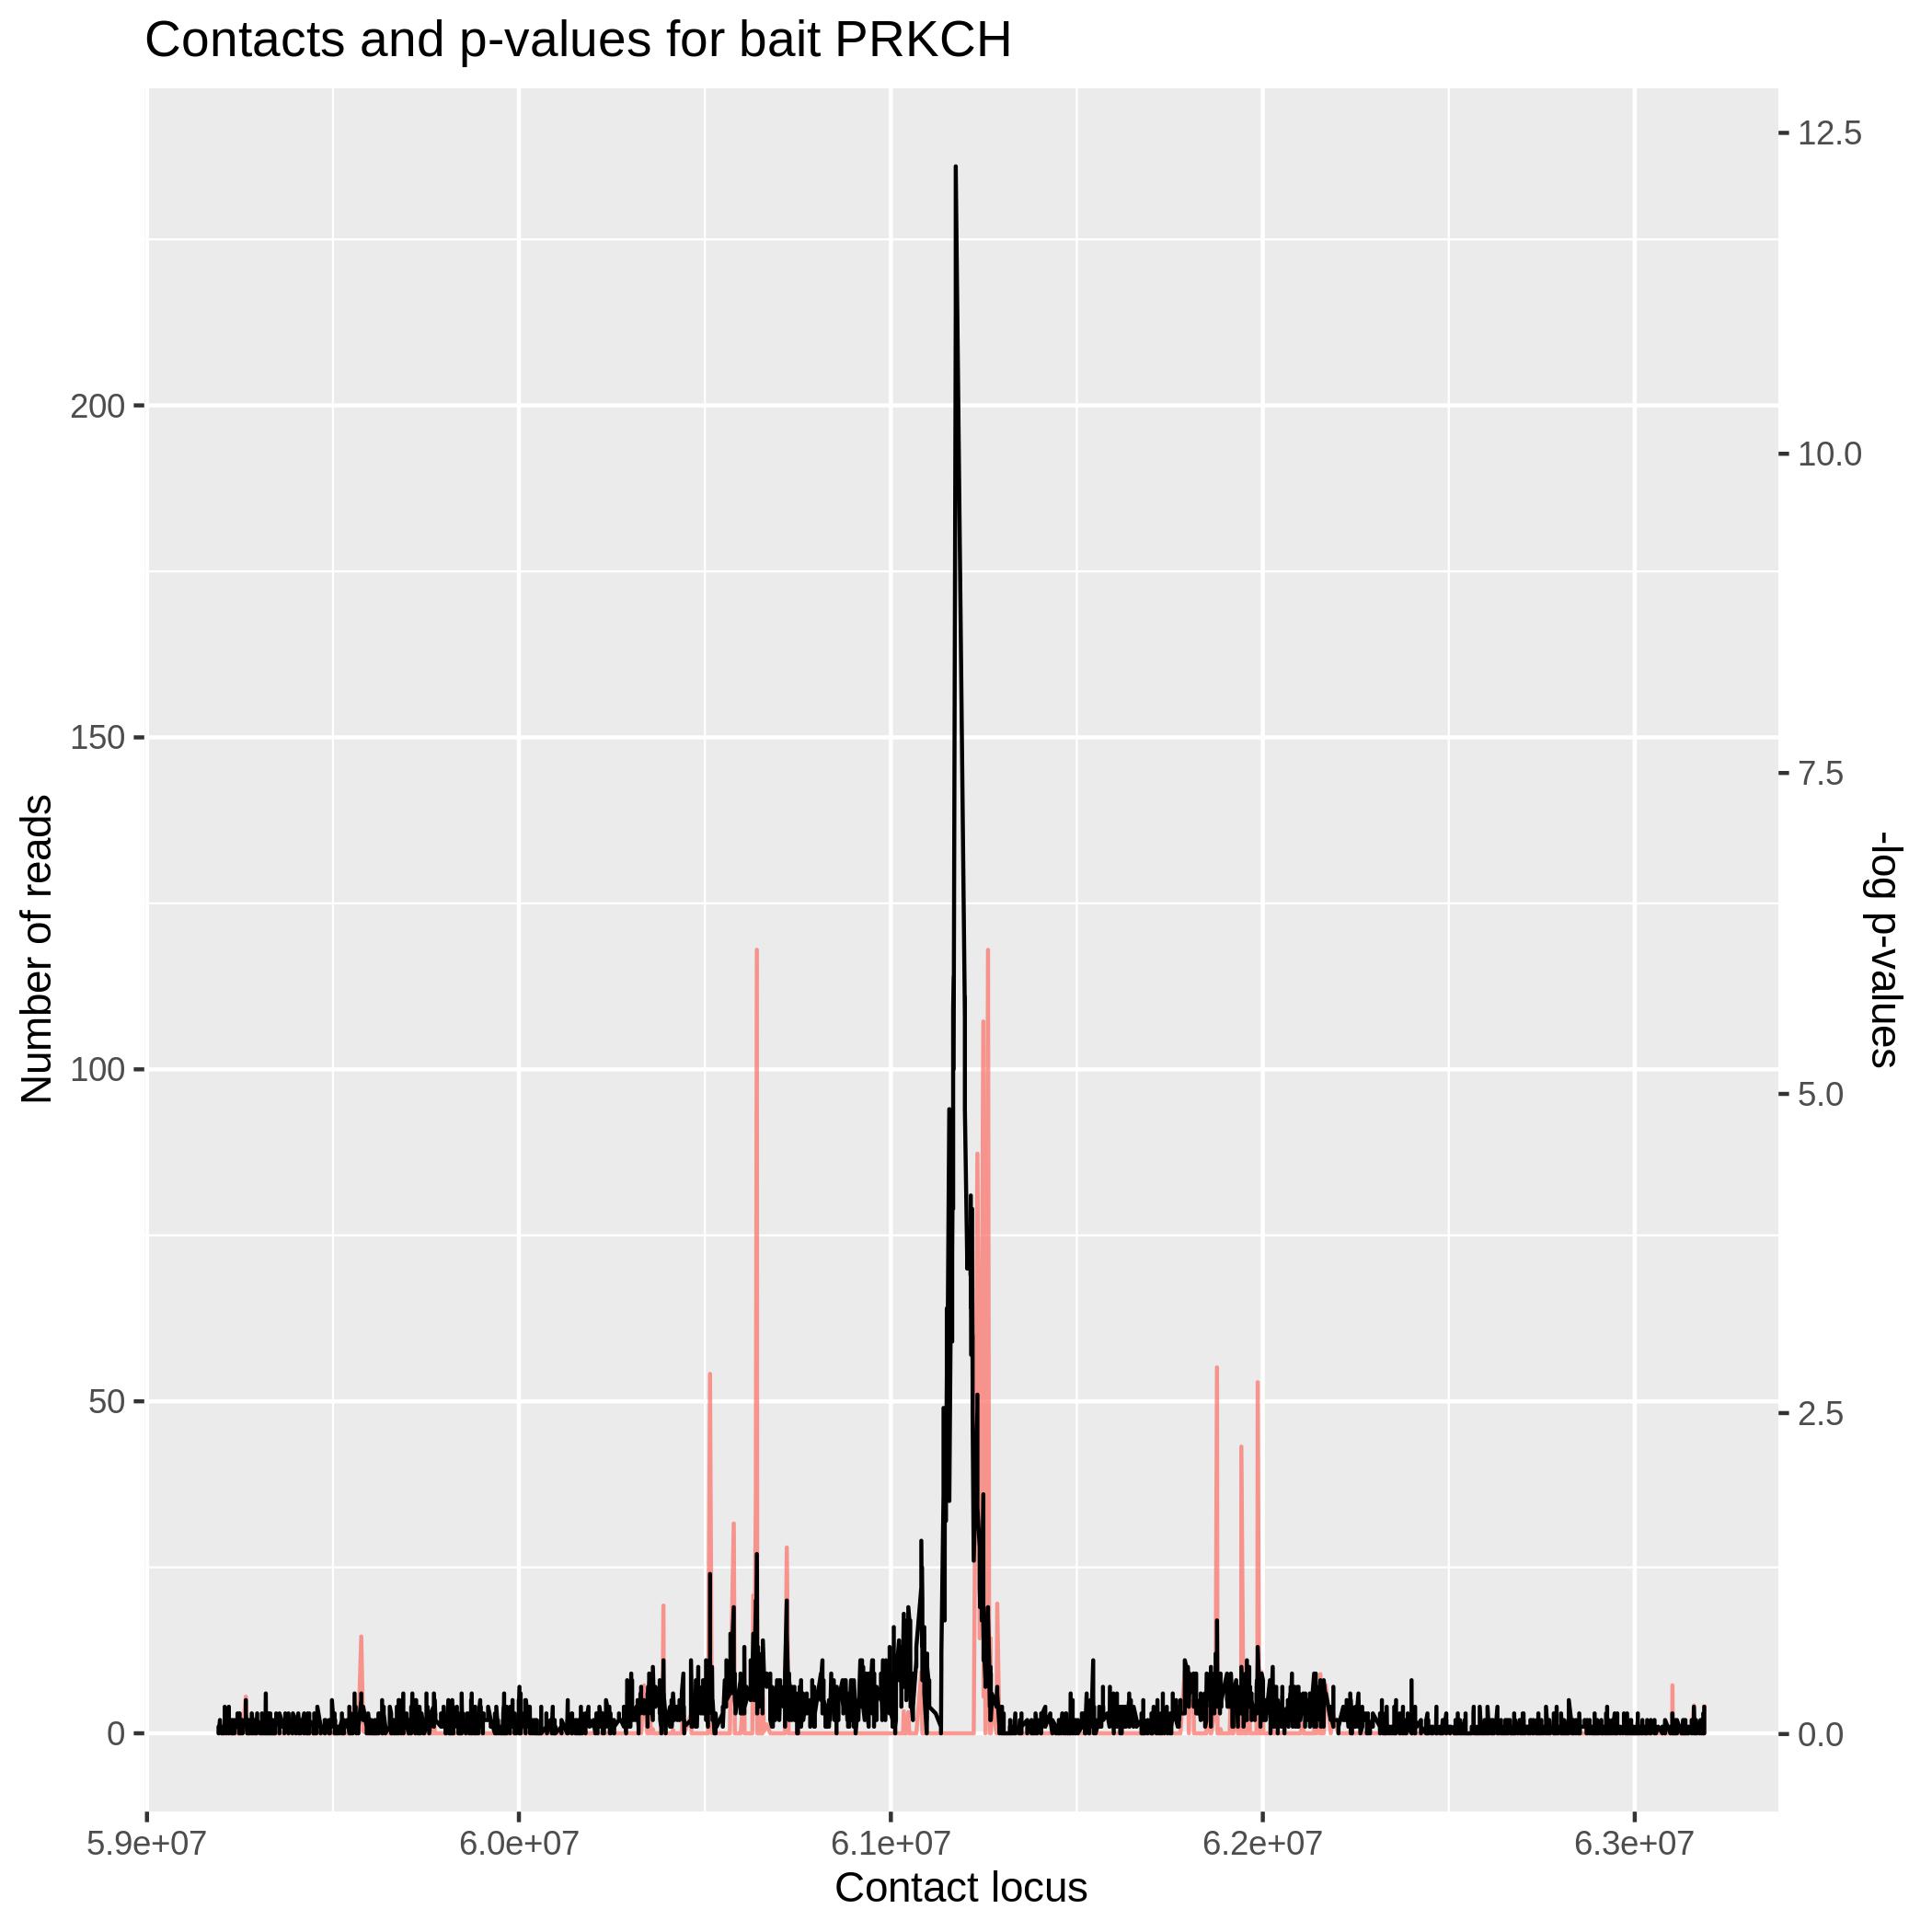 Contacts and p-values for bait PRKCH
Number of reads
200
150
100
50
0
12.5
10.0
7.5
5.0
2.5
0.0
-log p-values
5.9e+07
6.0e+07
6.1e+07
6.2e+07
6.3e+07
Contact locus